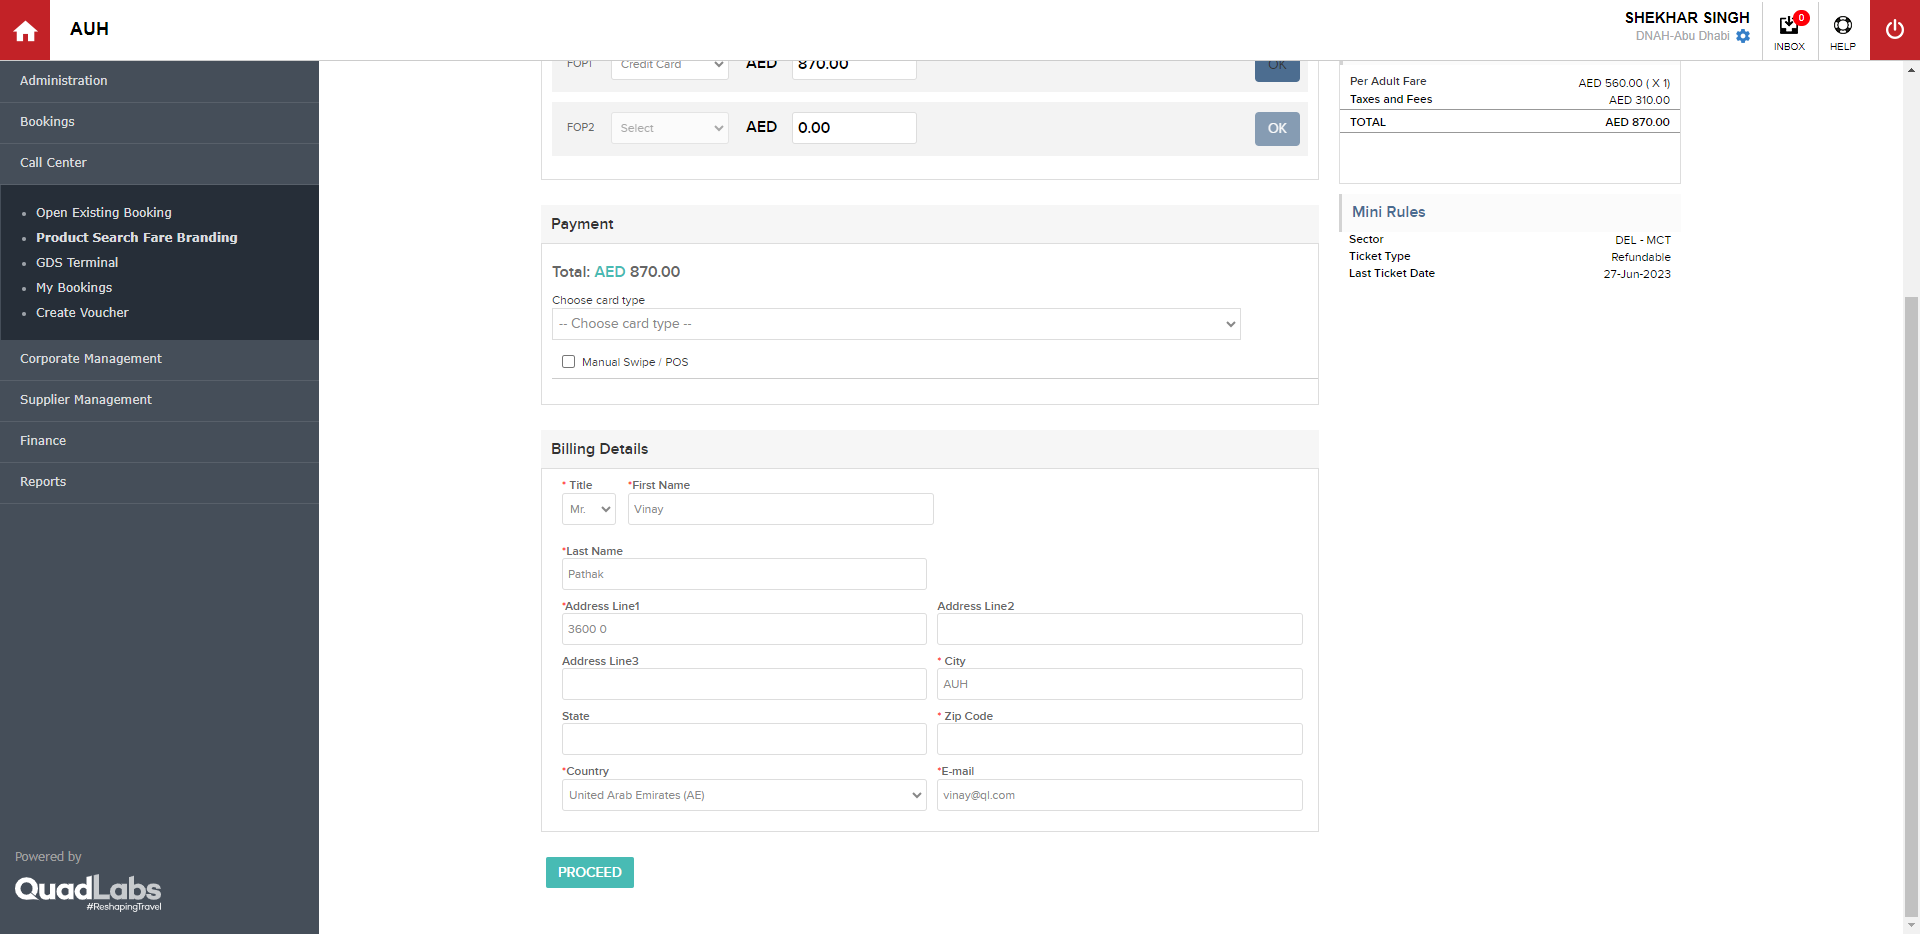 AUH
SHEKHAR SINGH
DNAH-Abu Dhabi
0
INBOX
HELP
Administration
Bookings
Call Center
Open Existing Booking
Product Search Fare Branding
GDS Terminal
My Bookings
Create Voucher
Corporate Management
Supplier Management
Finance
Reports
Powered by
QuadLabs
#ReshapingTravel
FOP1 Credit Card AED 870.00 OK
FOP2 Select AED 0.00 OK
Payment
Total: AED 870.00
Choose card type
-- Choose card type --
Manual Swipe / POS
Billing Details
* Title *First Name
Mr. Vinay
*Last Name
Pathak
*Address Line1 Address Line2
3600 0
Address Line3 * City
AUH
State * Zip Code
*Country *E-mail
United Arab Emirates (AE) vinay@ql.com
PROCEED
Per Adult Fare AED 560.00 ( X 1)
Taxes and Fees AED 310.00
TOTAL AED 870.00
Mini Rules
Sector DEL - MCT
Ticket Type Refundable
Last Ticket Date 27-Jun-2023